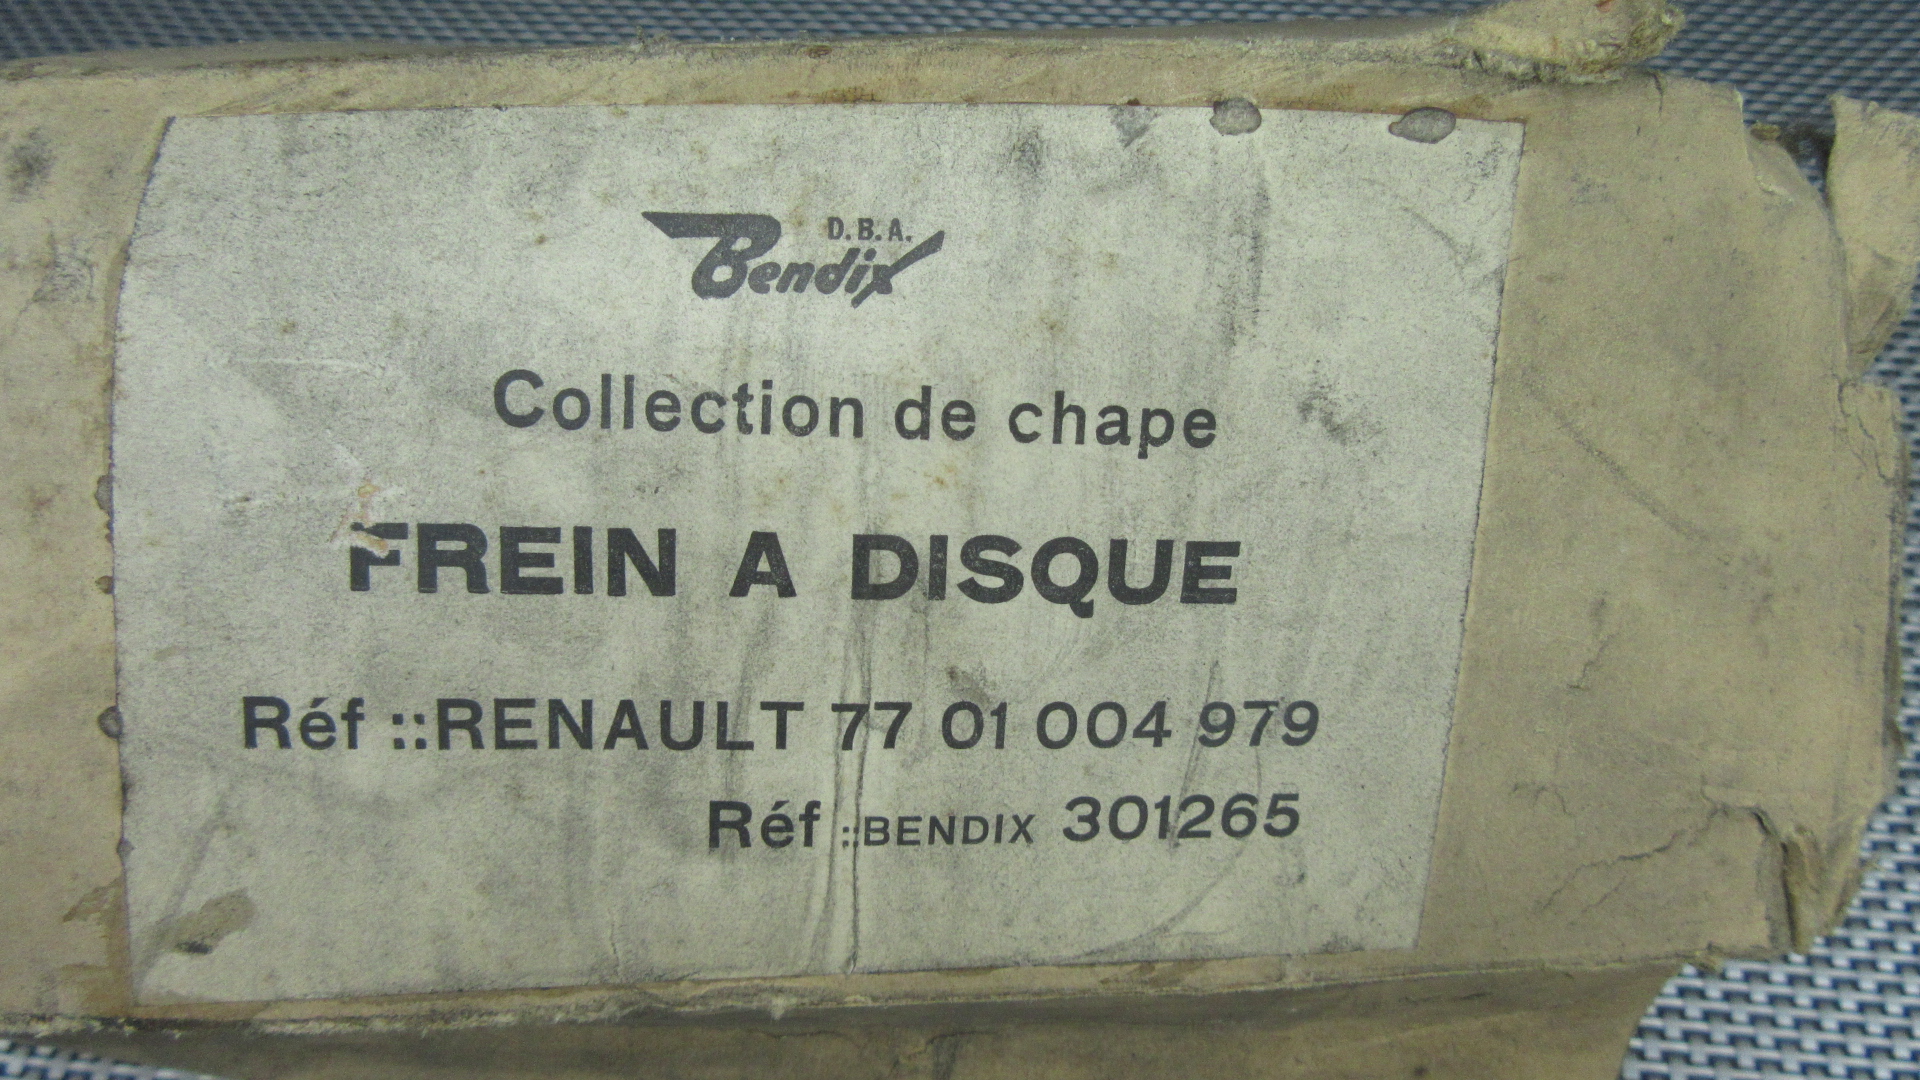 D.B.A.
Bendix
Collection de chape
FREIN A DISQUE
Réf ::RENAULT 77 01 004 979
Réf ::BENDIX 301265